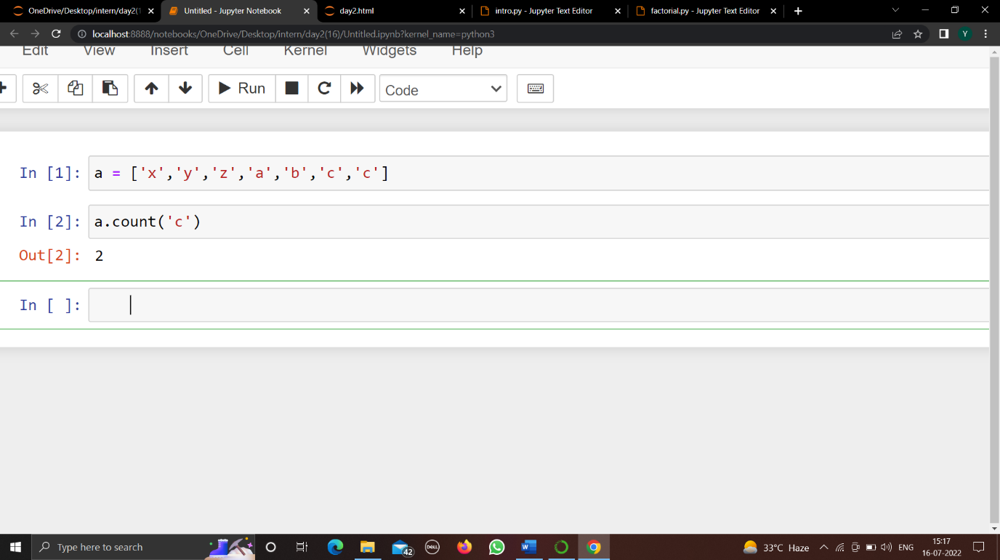 OneDrive/Desktop/intern/day2(1
Untitled - Jupyter Notebook
day2.html
intro.py - Jupyter Text Editor
factorial.py - Jupyter Text Editor
localhost:8888/notebooks/OneDrive/Desktop/intern/day2(16)/Untitled.ipynb?kernel_name=python3
Y
Edit View Insert Cell Kernel Widgets Help
Run
Code
In [1]: a = ['x','y','z','a','b','c','c']
In [2]: a.count('c')
Out[2]: 2
In [ ]:
Type here to search
42
DELL
W
33°C Haze
ENG
15:17
16-07-2022